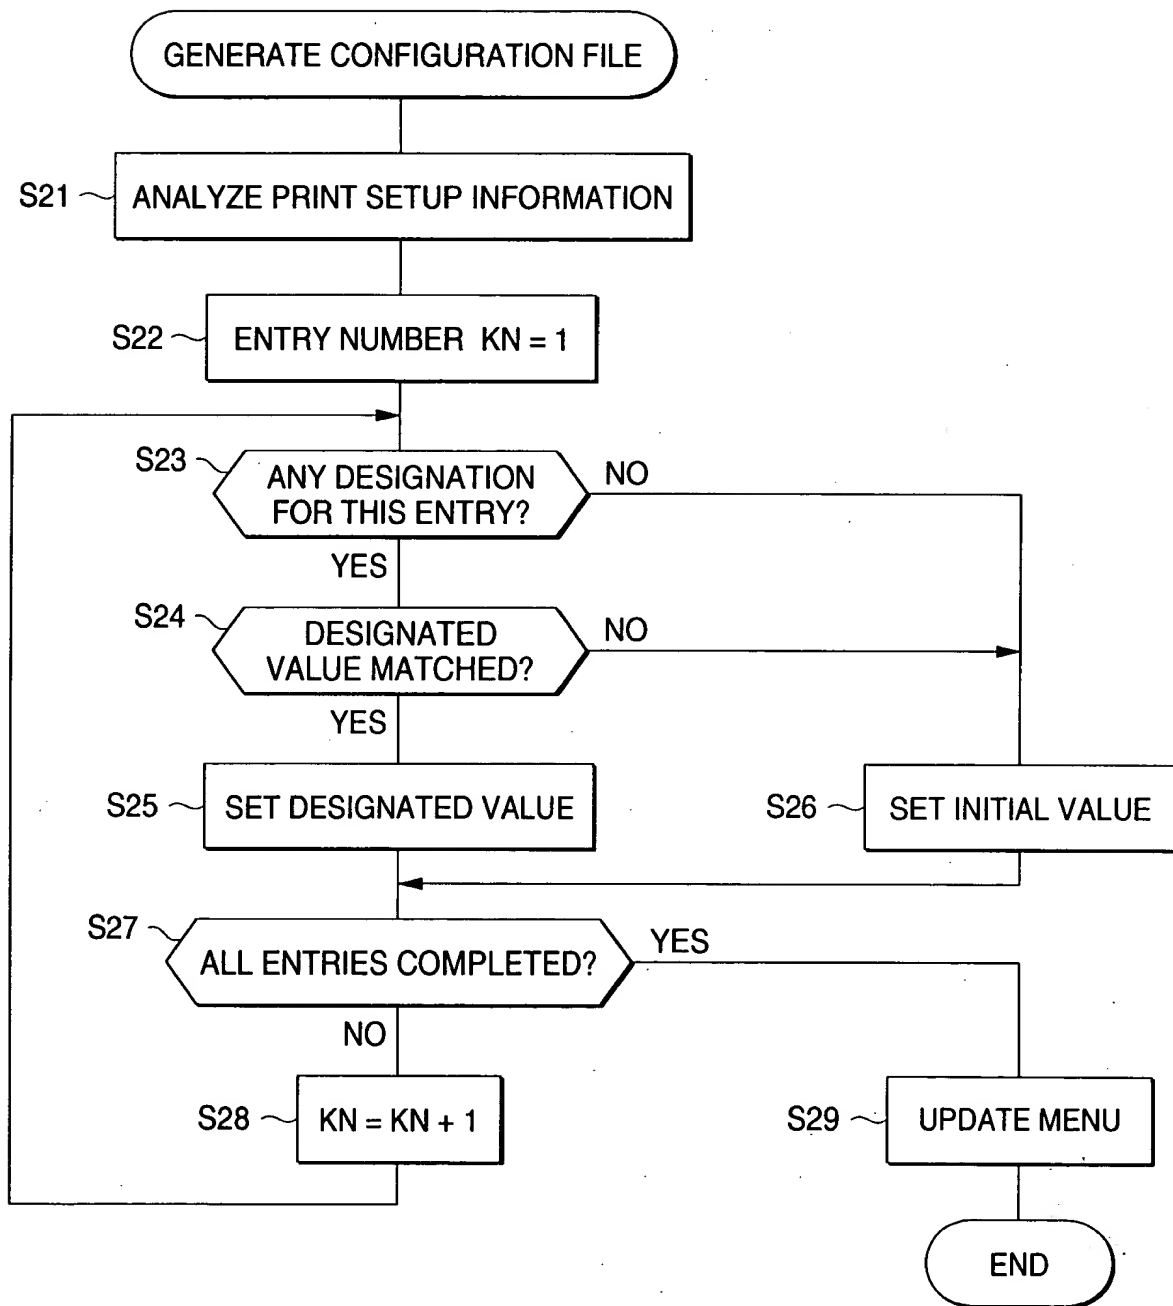 GENERATE CONFIGURATION FILE
S21
ANALYZE PRINT SETUP INFORMATION
S22
ENTRY NUMBER KN = 1
S23
ANY DESIGNATION
FOR THIS ENTRY?
NO
YES
S24
DESIGNATED
VALUE MATCHED?
NO
YES
S25
SET DESIGNATED VALUE
S26
SET INITIAL VALUE
S27
ALL ENTRIES COMPLETED?
YES
NO
S28
KN = KN + 1
S29
UPDATE MENU
END